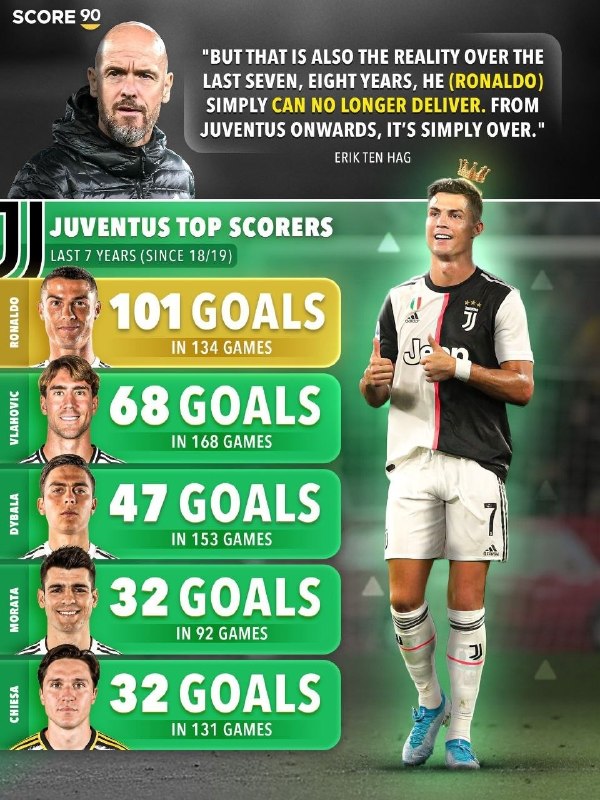 SCORE 90
"BUT THAT IS ALSO THE REALITY OVER THE
LAST SEVEN, EIGHT YEARS, HE (RONALDO)
SIMPLY CAN NO LONGER DELIVER. FROM
JUVENTUS ONWARDS, IT'S SIMPLY OVER."
ERIK TEN HAG
JUVENTUS TOP SCORERS
LAST 7 YEARS (SINCE 18/19)
RONALDO
101 GOALS
IN 134 GAMES
VLAHOVIC
68 GOALS
IN 168 GAMES
DYBALA
47 GOALS
IN 153 GAMES
MORATA
32 GOALS
IN 92 GAMES
CHIESA
32 GOALS
IN 131 GAMES
Jeep
7
adidas